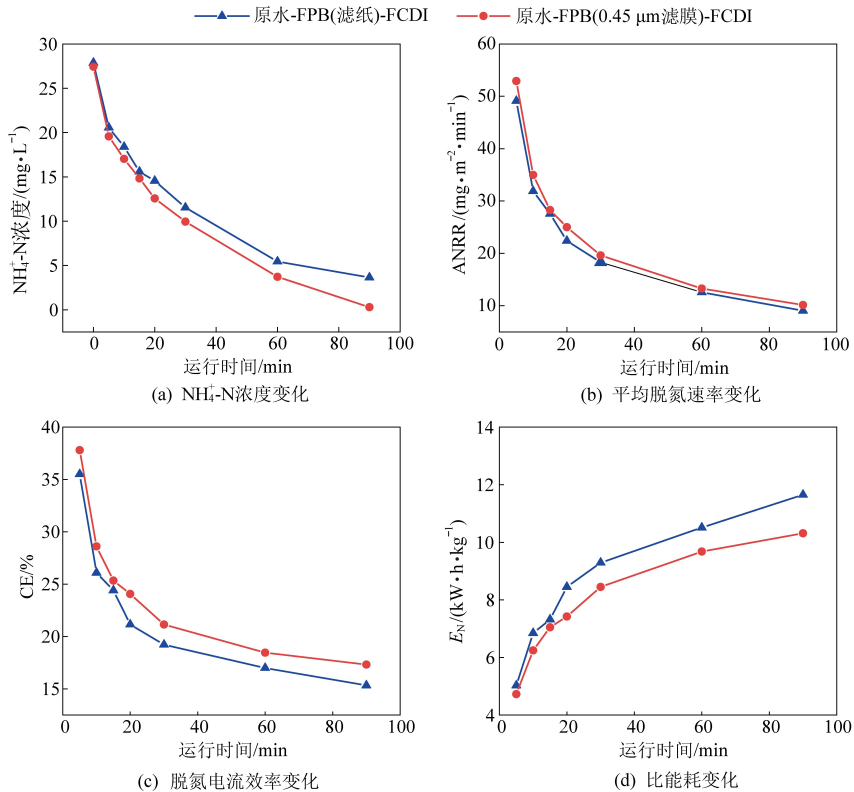 原水-FPB(滤纸)-FCDI 原水-FPB(0.45 μm滤膜)-FCDI
30
25
20
15
10
5
0
NH₄⁺-N浓度/(mg•L⁻¹)
0 20 40 60 80 100
运行时间/min
(a) NH₄⁺-N浓度变化
60
50
40
30
20
10
ANRR/(mg•m⁻²•min⁻¹)
0 20 40 60 80 100
运行时间/min
(b) 平均脱氮速率变化
40
35
30
25
20
15
CE/%
0 20 40 60 80 100
运行时间/min
(c) 脱氮电流效率变化
14
12
10
8
6
4
E_N/(kW•h•kg⁻¹)
0 20 40 60 80 100
运行时间/min
(d) 比能耗变化